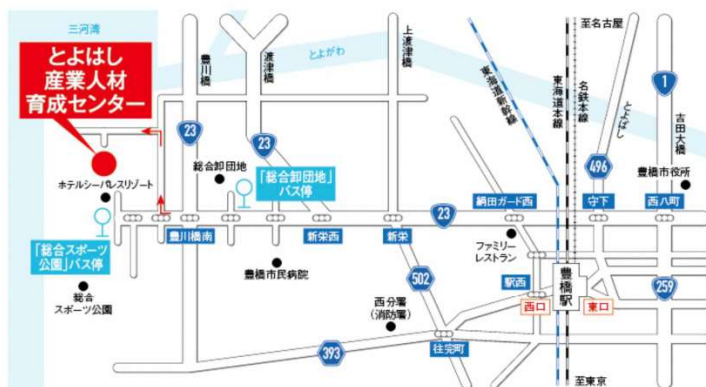 三河湾
とよはし
産業人材
育成センター
ホテルシーパレスリゾート
「総合スポーツ
公園」バス停
総合
スポーツ公園
豊川橋
渡津橋
とよがわ
上渡津橋
23
23
総合卸団地
「総合卸団地」
バス停
豊川橋南
新栄西
新栄
23
豊橋市民病院
502
西分署
(消防署)
393
往完町
東海道新幹線
東海道本線
名鉄本線
至名古屋
とよばし
1
吉田大橋
496
豊橋市役所
絹田ガード西
守下
西八町
ファミリー
レストラン
駅西
豊橋駅
西口
東口
259
至東京